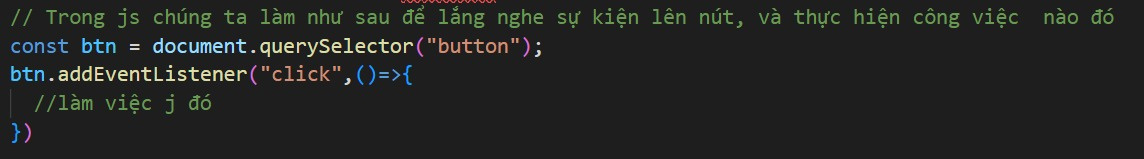 // Trong js chúng ta làm như sau để lắng nghe sự kiện lên nút, và thực hiện công việc  nào đó
const btn = document.querySelector("button");
btn.addEventListener("click",()=>{
  //làm việc j đó
})